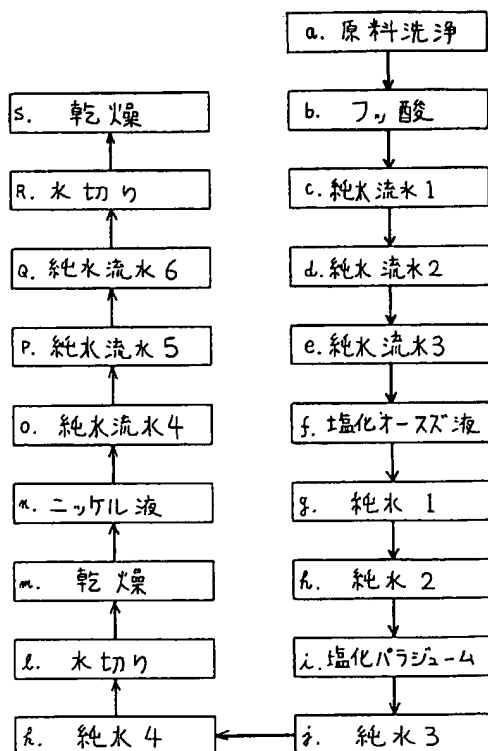 a. 原料洗浄
b. フッ酸
c. 純水流水1
d. 純水流水2
e. 純水流水3
f. 塩化オースズ液
g. 純水1
h. 純水2
i. 塩化パラジューム
j. 純水3
k. 純水4
l. 水切り
m. 乾燥
n. ニッケル液
o. 純水流水4
P. 純水流水5
Q. 純水流水6
R. 水切り
S. 乾燥